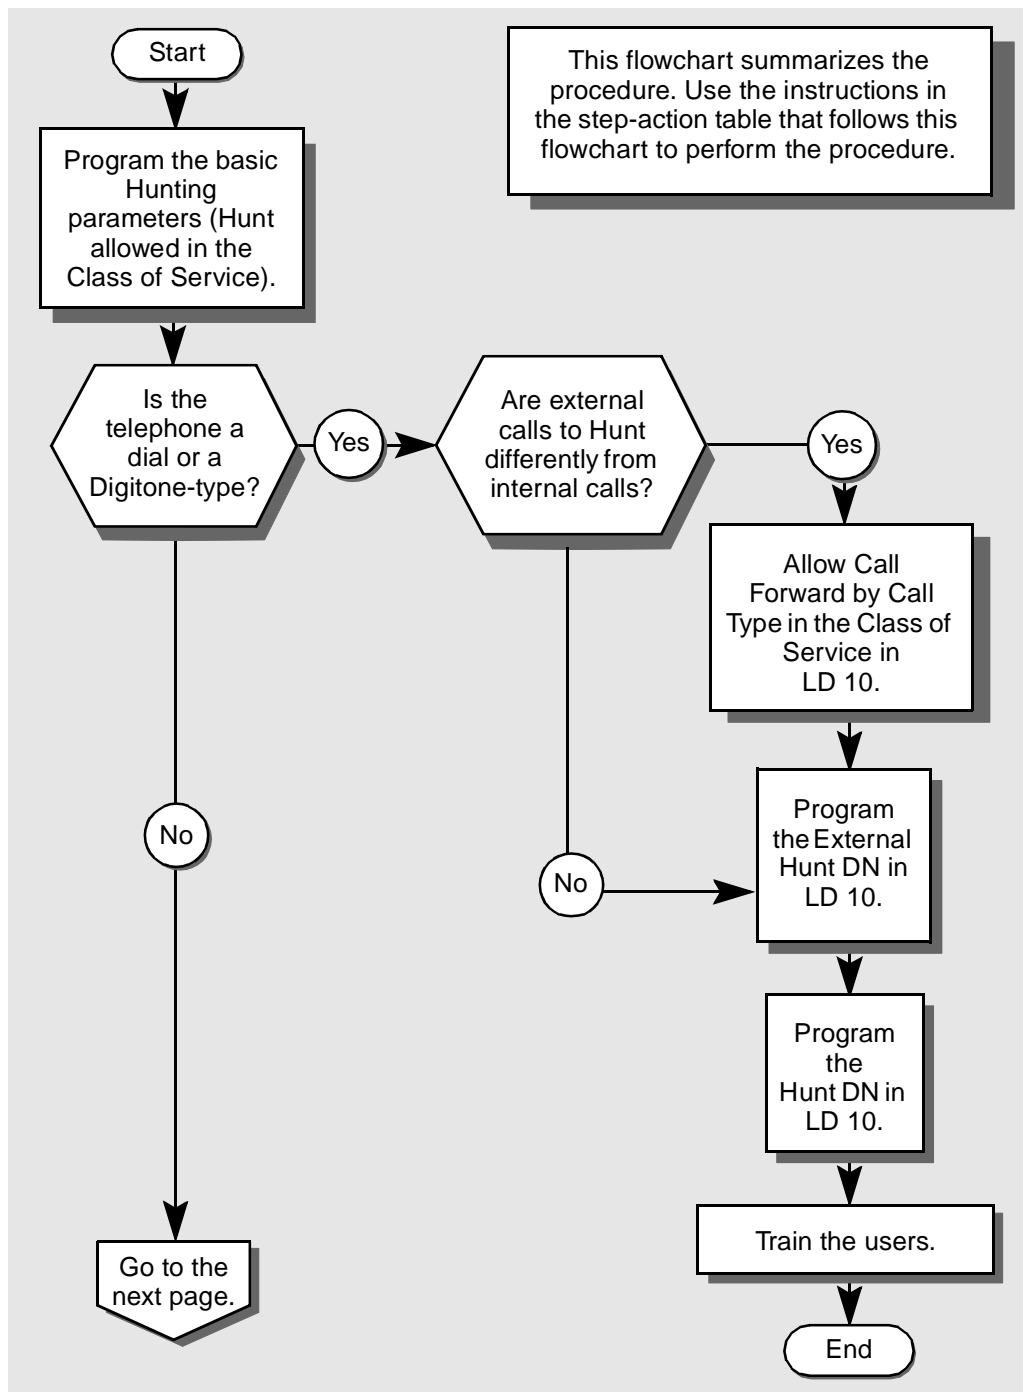 Start
This flowchart summarizes the
procedure. Use the instructions in
the step-action table that follows this
flowchart to perform the procedure.
Program the basic
Hunting
parameters (Hunt
allowed in the
Class of Service).
Is the
telephone a
dial or a
Digitone-type?
Yes
Are external
calls to Hunt
differently from
internal calls?
Yes
Allow Call
Forward by Call
Type in the Class of
Service in
LD 10.
No
No
Program
the External
Hunt DN in
LD 10.
Program
the
Hunt DN in
LD 10.
Train the users.
Go to the
next page.
End